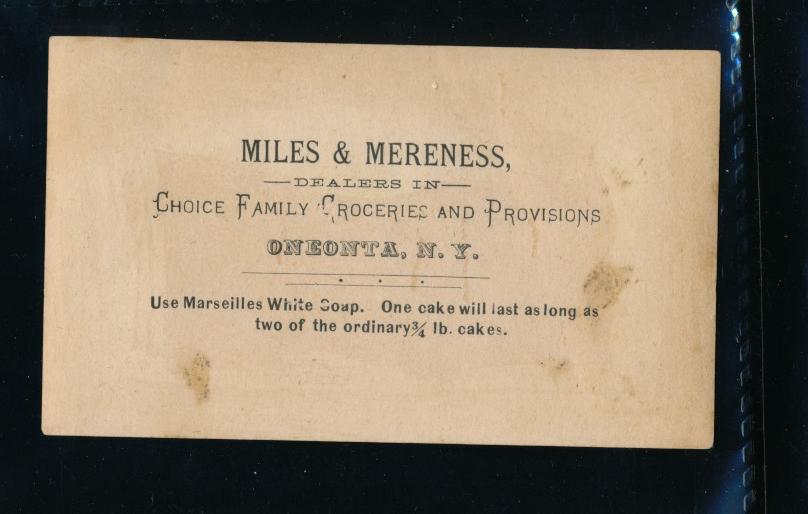 MILES & MERENESS,
DEALERS IN
CHOICE FAMILY GROCERIES AND PROVISIONS
ONEONTA, N. Y.
Use Marseilles White Soap. One cake will last as long as
two of the ordinary ¾ lb. cakes.